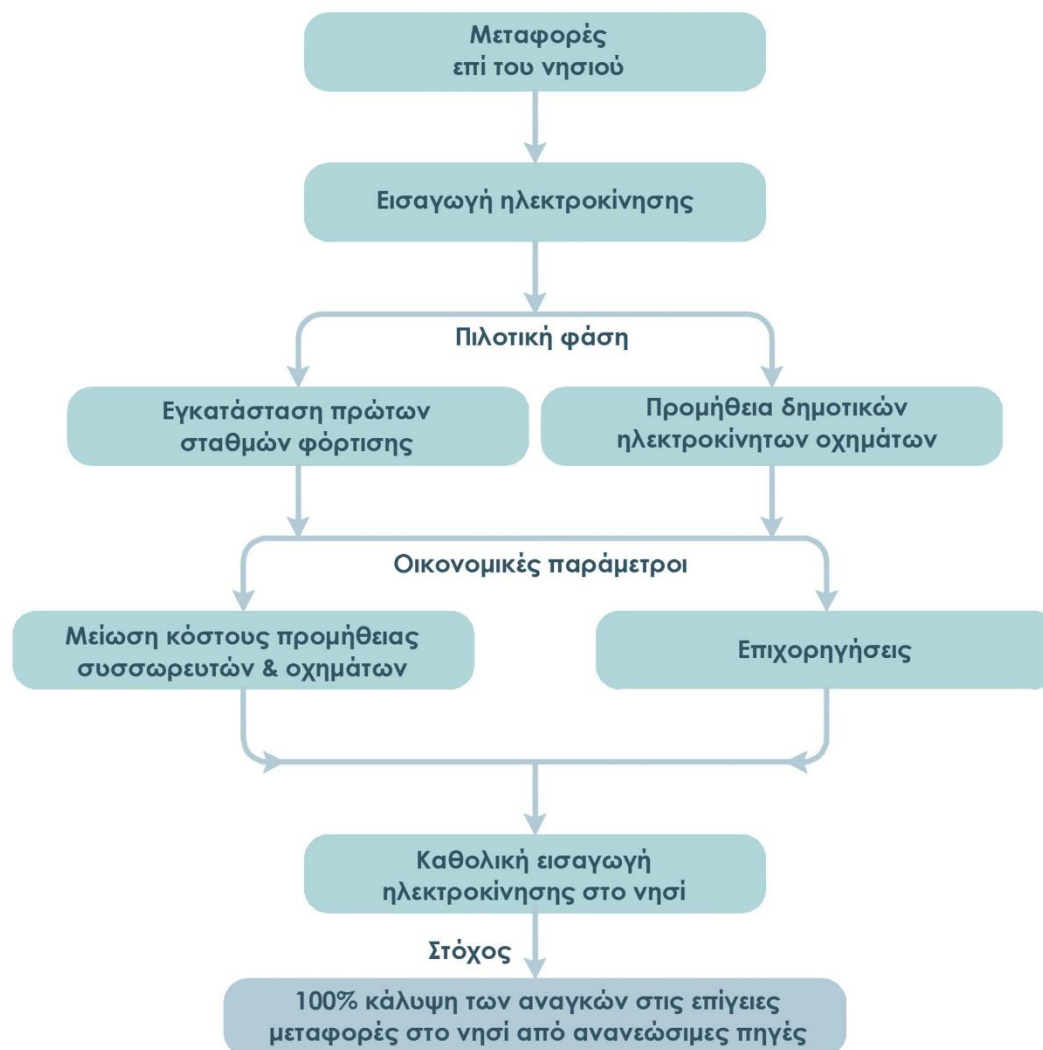 Μεταφορές
επί του νησιού
Εισαγωγή ηλεκτροκίνησης
Πιλοτική φάση
Εγκατάσταση πρώτων
σταθμών φόρτισης
Προμήθεια δημοτικών
ηλεκτροκίνητων οχημάτων
Οικονομικές παράμετροι
Μείωση κόστους προμήθειας
συσσωρευτών & οχημάτων
Επιχορηγήσεις
Καθολική εισαγωγή
ηλεκτροκίνησης στο νησί
Στόχος
100% κάλυψη των αναγκών στις επίγειες
μεταφορές στο νησί από ανανεώσιμες πηγές